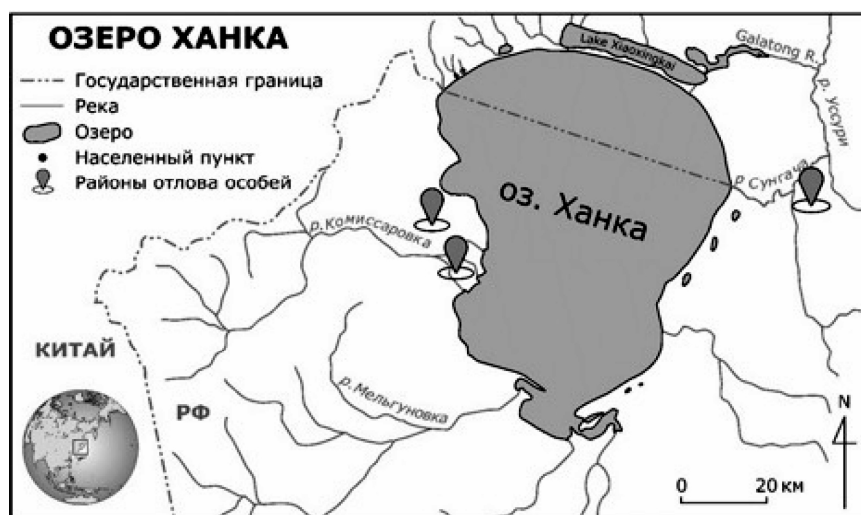 ОЗЕРО ХАНКА
Государственная граница
Река
Озеро
Населенный пункт
Районы отлова особей
Lake Xiaoxingkai
Galatong R.
р. Уссури
р Сунгача
оз. Ханка
р.Комиссаровка
КИТАЙ
РФ
р.Мельгуновка
N
0 20 км